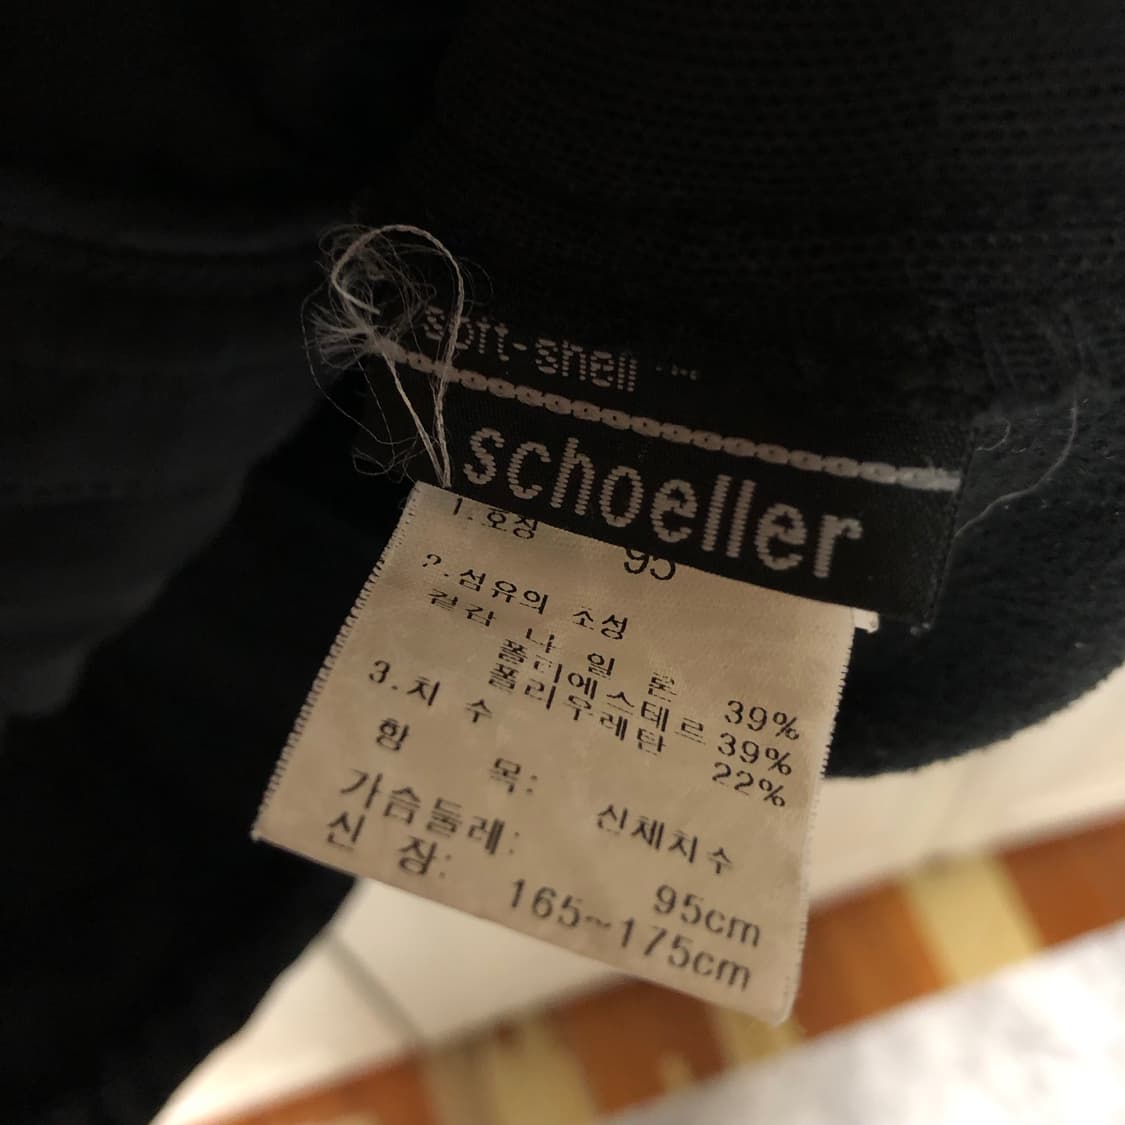 soft-shell™
schoeller
1.호칭 95
2.섬유의 조성
겉감 나 일 론 39%
폴리에스테르 39%
폴리우레탄 22%
3.치 수
항 목: 신체치수
가슴둘레: 95cm
신 장: 165~175cm